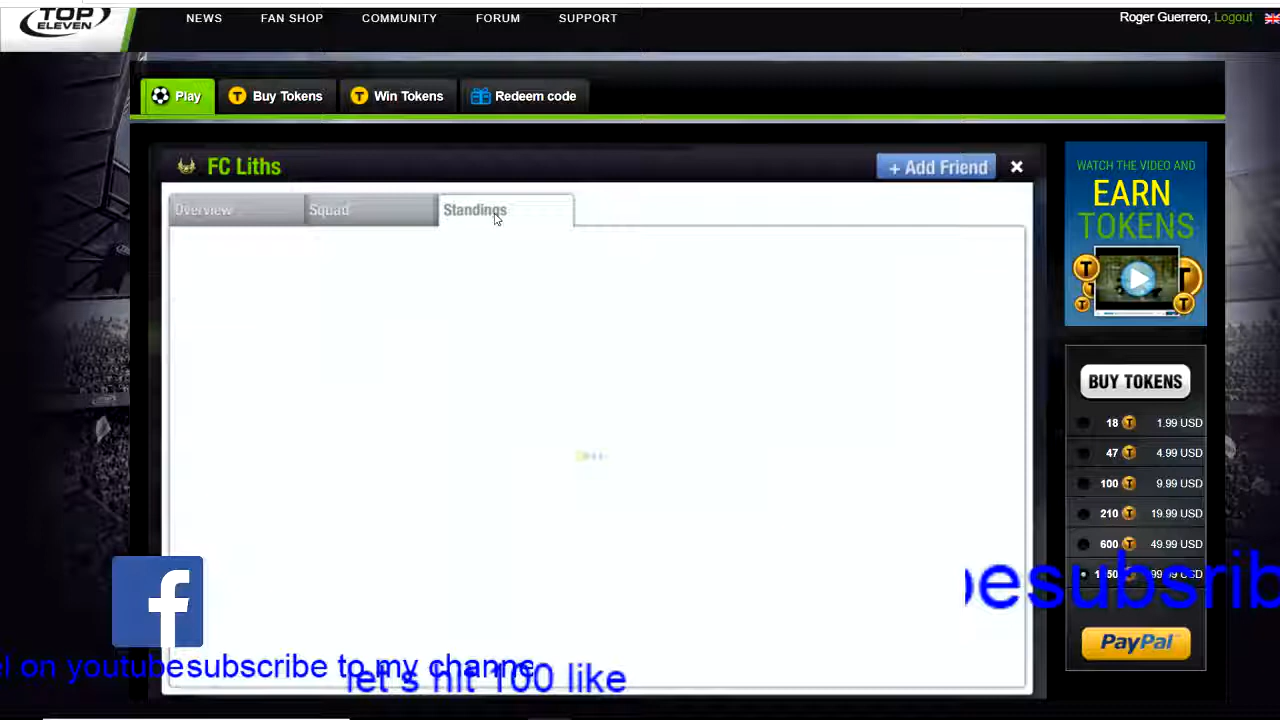 TOP
ELEVEN
NEWS FAN SHOP COMMUNITY FORUM SUPPORT
Roger Guerrero, Logout
Play Buy Tokens Win Tokens Redeem code
FC Liths
+ Add Friend
Overview Squad Standings
WATCH THE VIDEO AND
EARN
TOKENS
BUY TOKENS
18 T 1.99 USD
47 T 4.99 USD
100 T 9.99 USD
210 T 19.99 USD
600 T 49.99 USD
PayPal
besubsrib
f
el on youtubesubscribe to my channe
let's hit 100 like